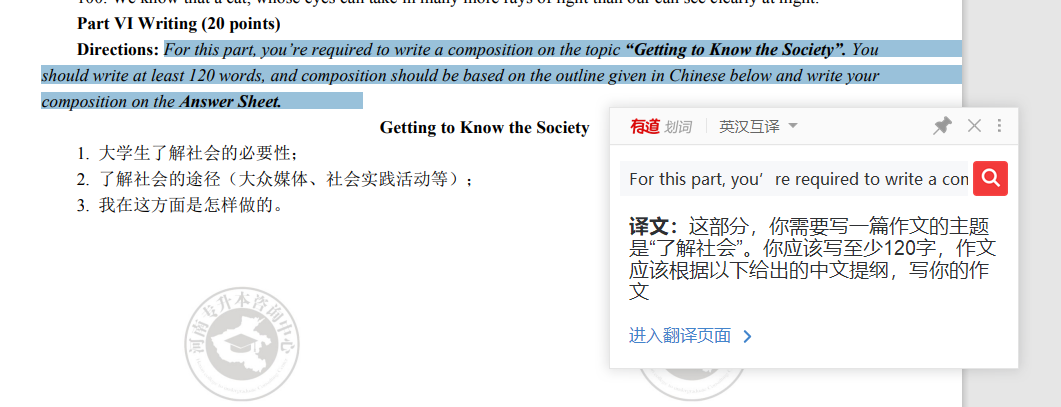 100. We know that a cat, whose eyes can take in many more rays of light than our can see clearly at night.
Part VI Writing (20 points)
Directions: For this part, you’re required to write a composition on the topic “Getting to Know the Society”. You
should write at least 120 words, and composition should be based on the outline given in Chinese below and write your
composition on the Answer Sheet.
Getting to Know the Society
1. 大学生了解社会的必要性；
2. 了解社会的途径（大众媒体、社会实践活动等）；
3. 我在这方面是怎样做的。
河南专升本咨询中心
有道 划词 英汉互译
For this part, you’re required to write a con
译文：这部分，你需要写一篇作文的主题
是“了解社会”。你应该写至少120字，作文
应该根据以下给出的中文提纲，写你的作
文
进入翻译页面